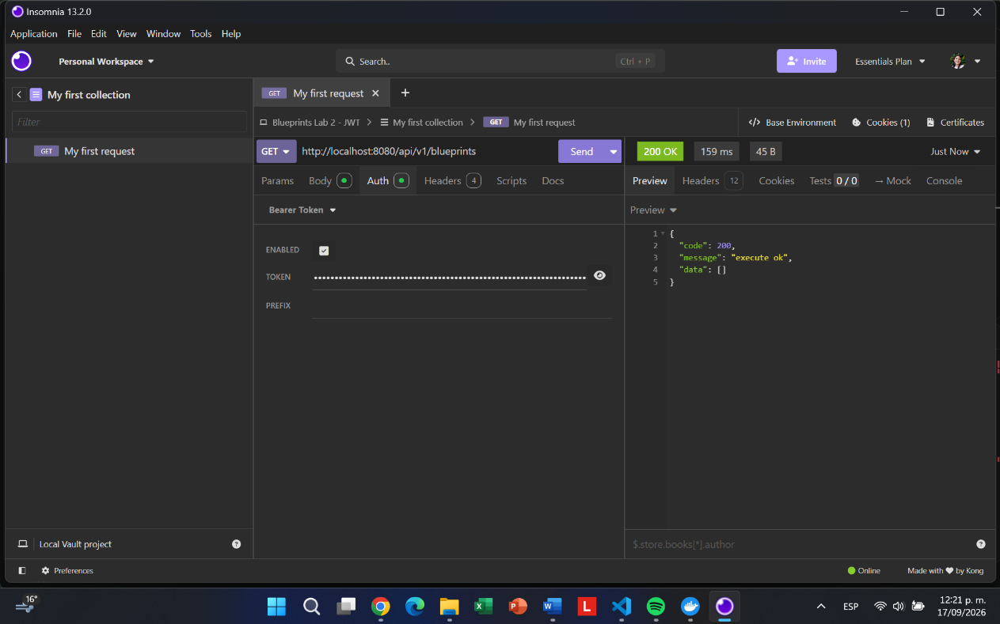 Insomnia 13.2.0
Application File Edit View Window Tools Help
Personal Workspace
Search..
Ctrl + P
Invite
Essentials Plan
My first collection
GET My first request
Filter
GET My first request
Blueprints Lab 2 - JWT
My first collection
GET My first request
Base Environment
Cookies (1)
Certificates
GET
http://localhost:8080/api/v1/blueprints
Send
200 OK
159 ms
45 B
Just Now
Params Body Auth Headers 4 Scripts Docs
Preview Headers 12 Cookies Tests 0 / 0 → Mock Console
Bearer Token
Preview
ENABLED
TOKEN
••••••••••••••••••••••••••••••••••••••••••••••••••••••••••••••
PREFIX
1 {
2 "code": 200,
3 "message": "execute ok",
4 "data": []
5 }
Local Vault project
$.store.books[*].author
Preferences
Online
Made with ❤ by Kong
16°
L
ESP
12:21 p. m.
17/09/2026